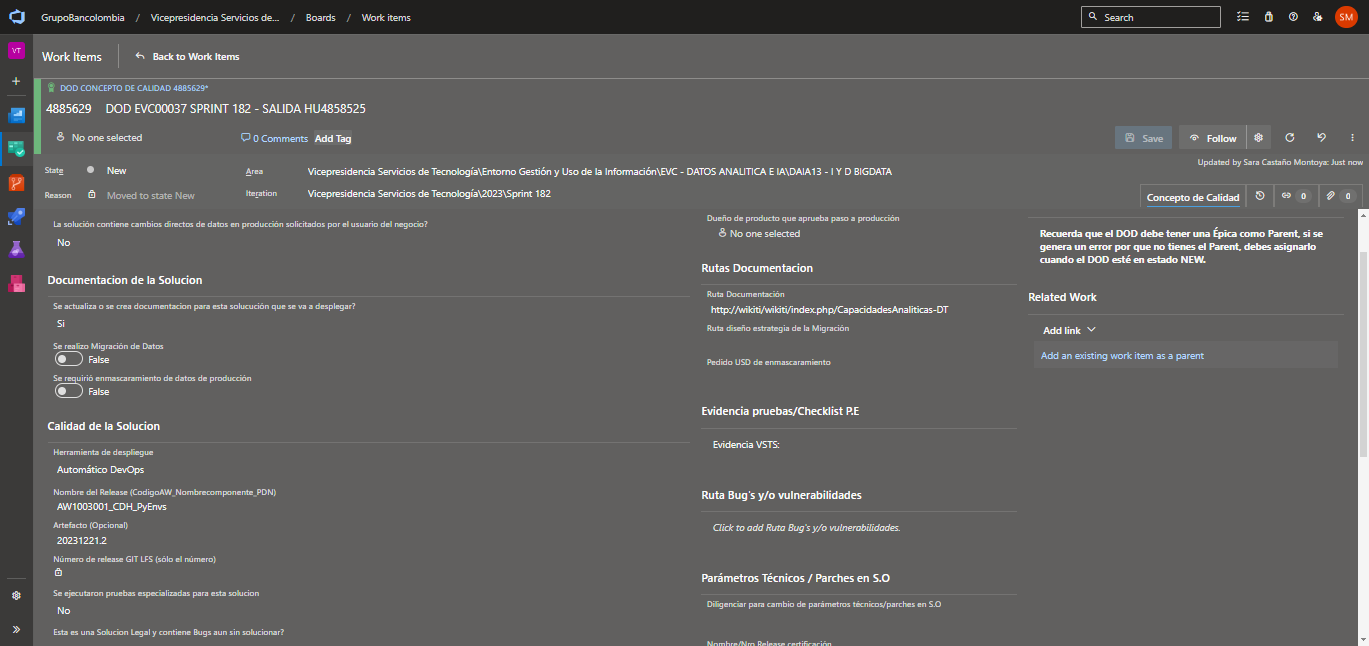 GrupoBancolombia / Vicepresidencia Servicios de... / Boards / Work items
Search
SM
VT
Work Items
Back to Work Items
DOD CONCEPTO DE CALIDAD 4885629*
4885629 DOD EVC00037 SPRINT 182 - SALIDA HU4858525
No one selected
0 Comments
Add Tag
Save
Follow
Updated by Sara Castaño Montoya: Just now
State
New
Area
Vicepresidencia Servicios de Tecnología\Entorno Gestión y Uso de la Información\EVC - DATOS ANALITICA E IA\DAIA13 - I Y D BIGDATA
Reason
Moved to state New
Iteration
Vicepresidencia Servicios de Tecnología\2023\Sprint 182
Concepto de Calidad
0
0
La solución contiene cambios directos de datos en producción solicitados por el usuario del negocio?
No
Documentacion de la Solucion
Se actualiza o se crea documentacion para esta solucución que se va a desplegar?
Si
Se realizo Migración de Datos
False
Se requirió enmascaramiento de datos de producción
False
Calidad de la Solucion
Herramienta de despliegue
Automático DevOps
Nombre del Release (CodigoAW_Nombrecomponente_PDN)
AW1003001_CDH_PyEnvs
Artefacto (Opcional)
20231221.2
Número de release GIT LFS (sólo el número)
Se ejecutaron pruebas especializadas para esta solucion
No
Esta es una Solucion Legal y contiene Bugs aun sin solucionar?
Dueño de producto que aprueba paso a producción
No one selected
Rutas Documentacion
Ruta Documentación
http://wikiti/wikiti/index.php/CapacidadesAnaliticas-DT
Ruta diseño estrategia de la Migración
Pedido USD de enmascaramiento
Evidencia pruebas/Checklist P.E
Evidencia VSTS:
Ruta Bug's y/o vulnerabilidades
Click to add Ruta Bug's y/o vulnerabilidades.
Parámetros Técnicos / Parches en S.O
Diligenciar para cambio de parámetros técnicos/parches en S.O
Nombre/Nro Release certificación
Recuerda que el DOD debe tener una Épica como Parent, si se
genera un error por que no tienes el Parent, debes asignarlo
cuando el DOD esté en estado NEW.
Related Work
Add link
Add an existing work item as a parent